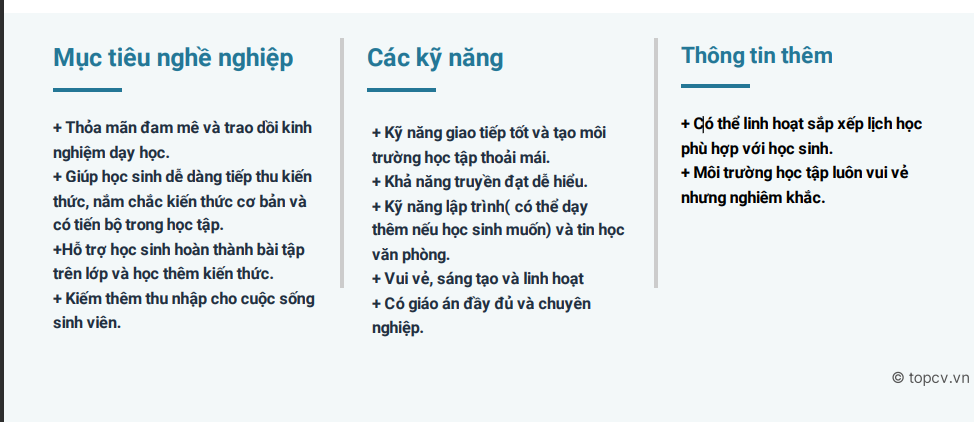 Mục tiêu nghề nghiệp
+ Thỏa mãn đam mê và trao dồi kinh
nghiệm dạy học.
+ Giúp học sinh dễ dàng tiếp thu kiến
thức, nắm chắc kiến thức cơ bản và
có tiến bộ trong học tập.
+Hỗ trợ học sinh hoàn thành bài tập
trên lớp và học thêm kiến thức.
+ Kiếm thêm thu nhập cho cuộc sống
sinh viên.
Các kỹ năng
+ Kỹ năng giao tiếp tốt và tạo môi
trường học tập thoải mái.
+ Khả năng truyền đạt dễ hiểu.
+ Kỹ năng lập trình( có thể dạy
thêm nếu học sinh muốn) và tin học
văn phòng.
+ Vui vẻ, sáng tạo và linh hoạt
+ Có giáo án đầy đủ và chuyên
nghiệp.
Thông tin thêm
+ Có thể linh hoạt sắp xếp lịch học
phù hợp với học sinh.
+ Môi trường học tập luôn vui vẻ
nhưng nghiêm khắc.
© topcv.vn